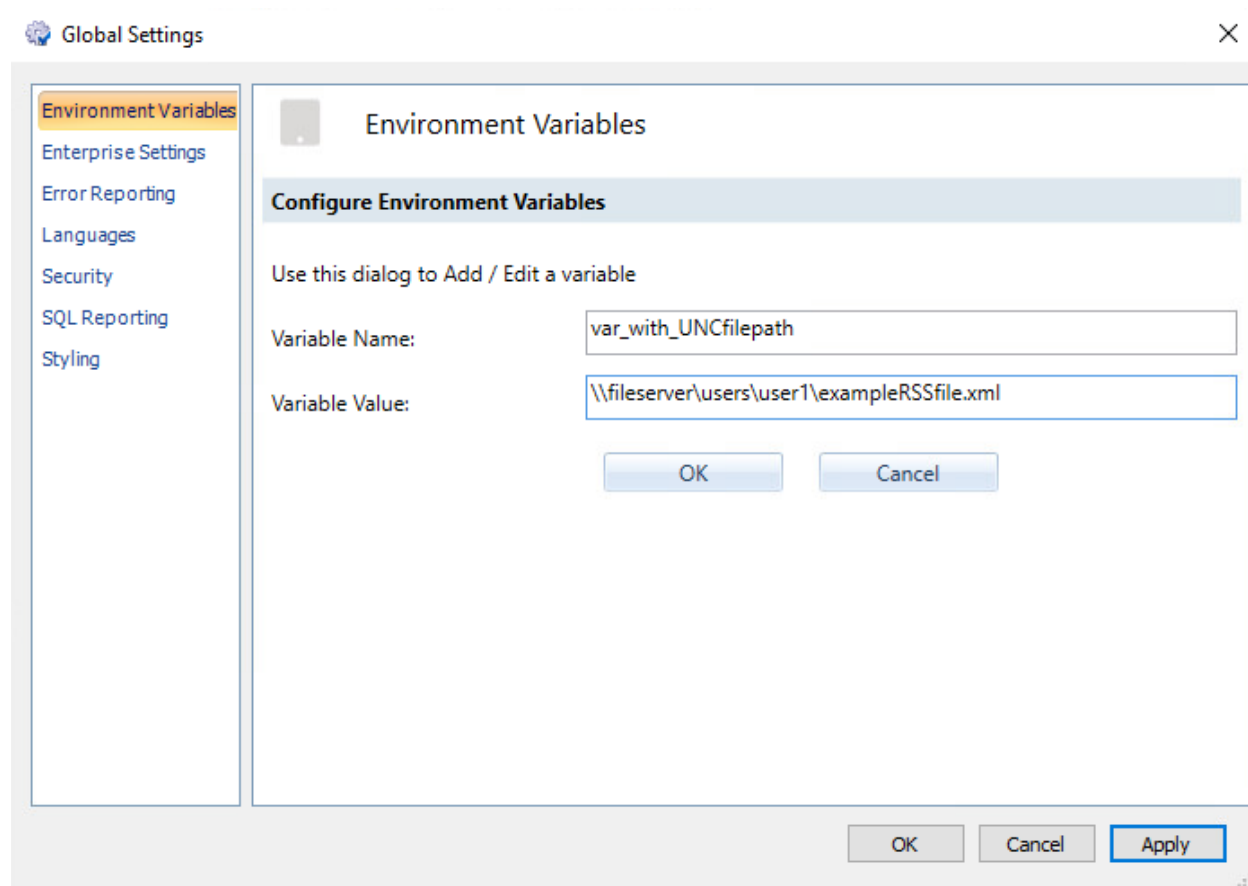 Global Settings
Environment Variables
Enterprise Settings
Error Reporting
Languages
Security
SQL Reporting
Styling
Environment Variables
Configure Environment Variables
Use this dialog to Add / Edit a variable
Variable Name: var_with_UNCfilepath
Variable Value: \\fileserver\users\user1\exampleRSSfile.xml
OK Cancel
OK Cancel Apply